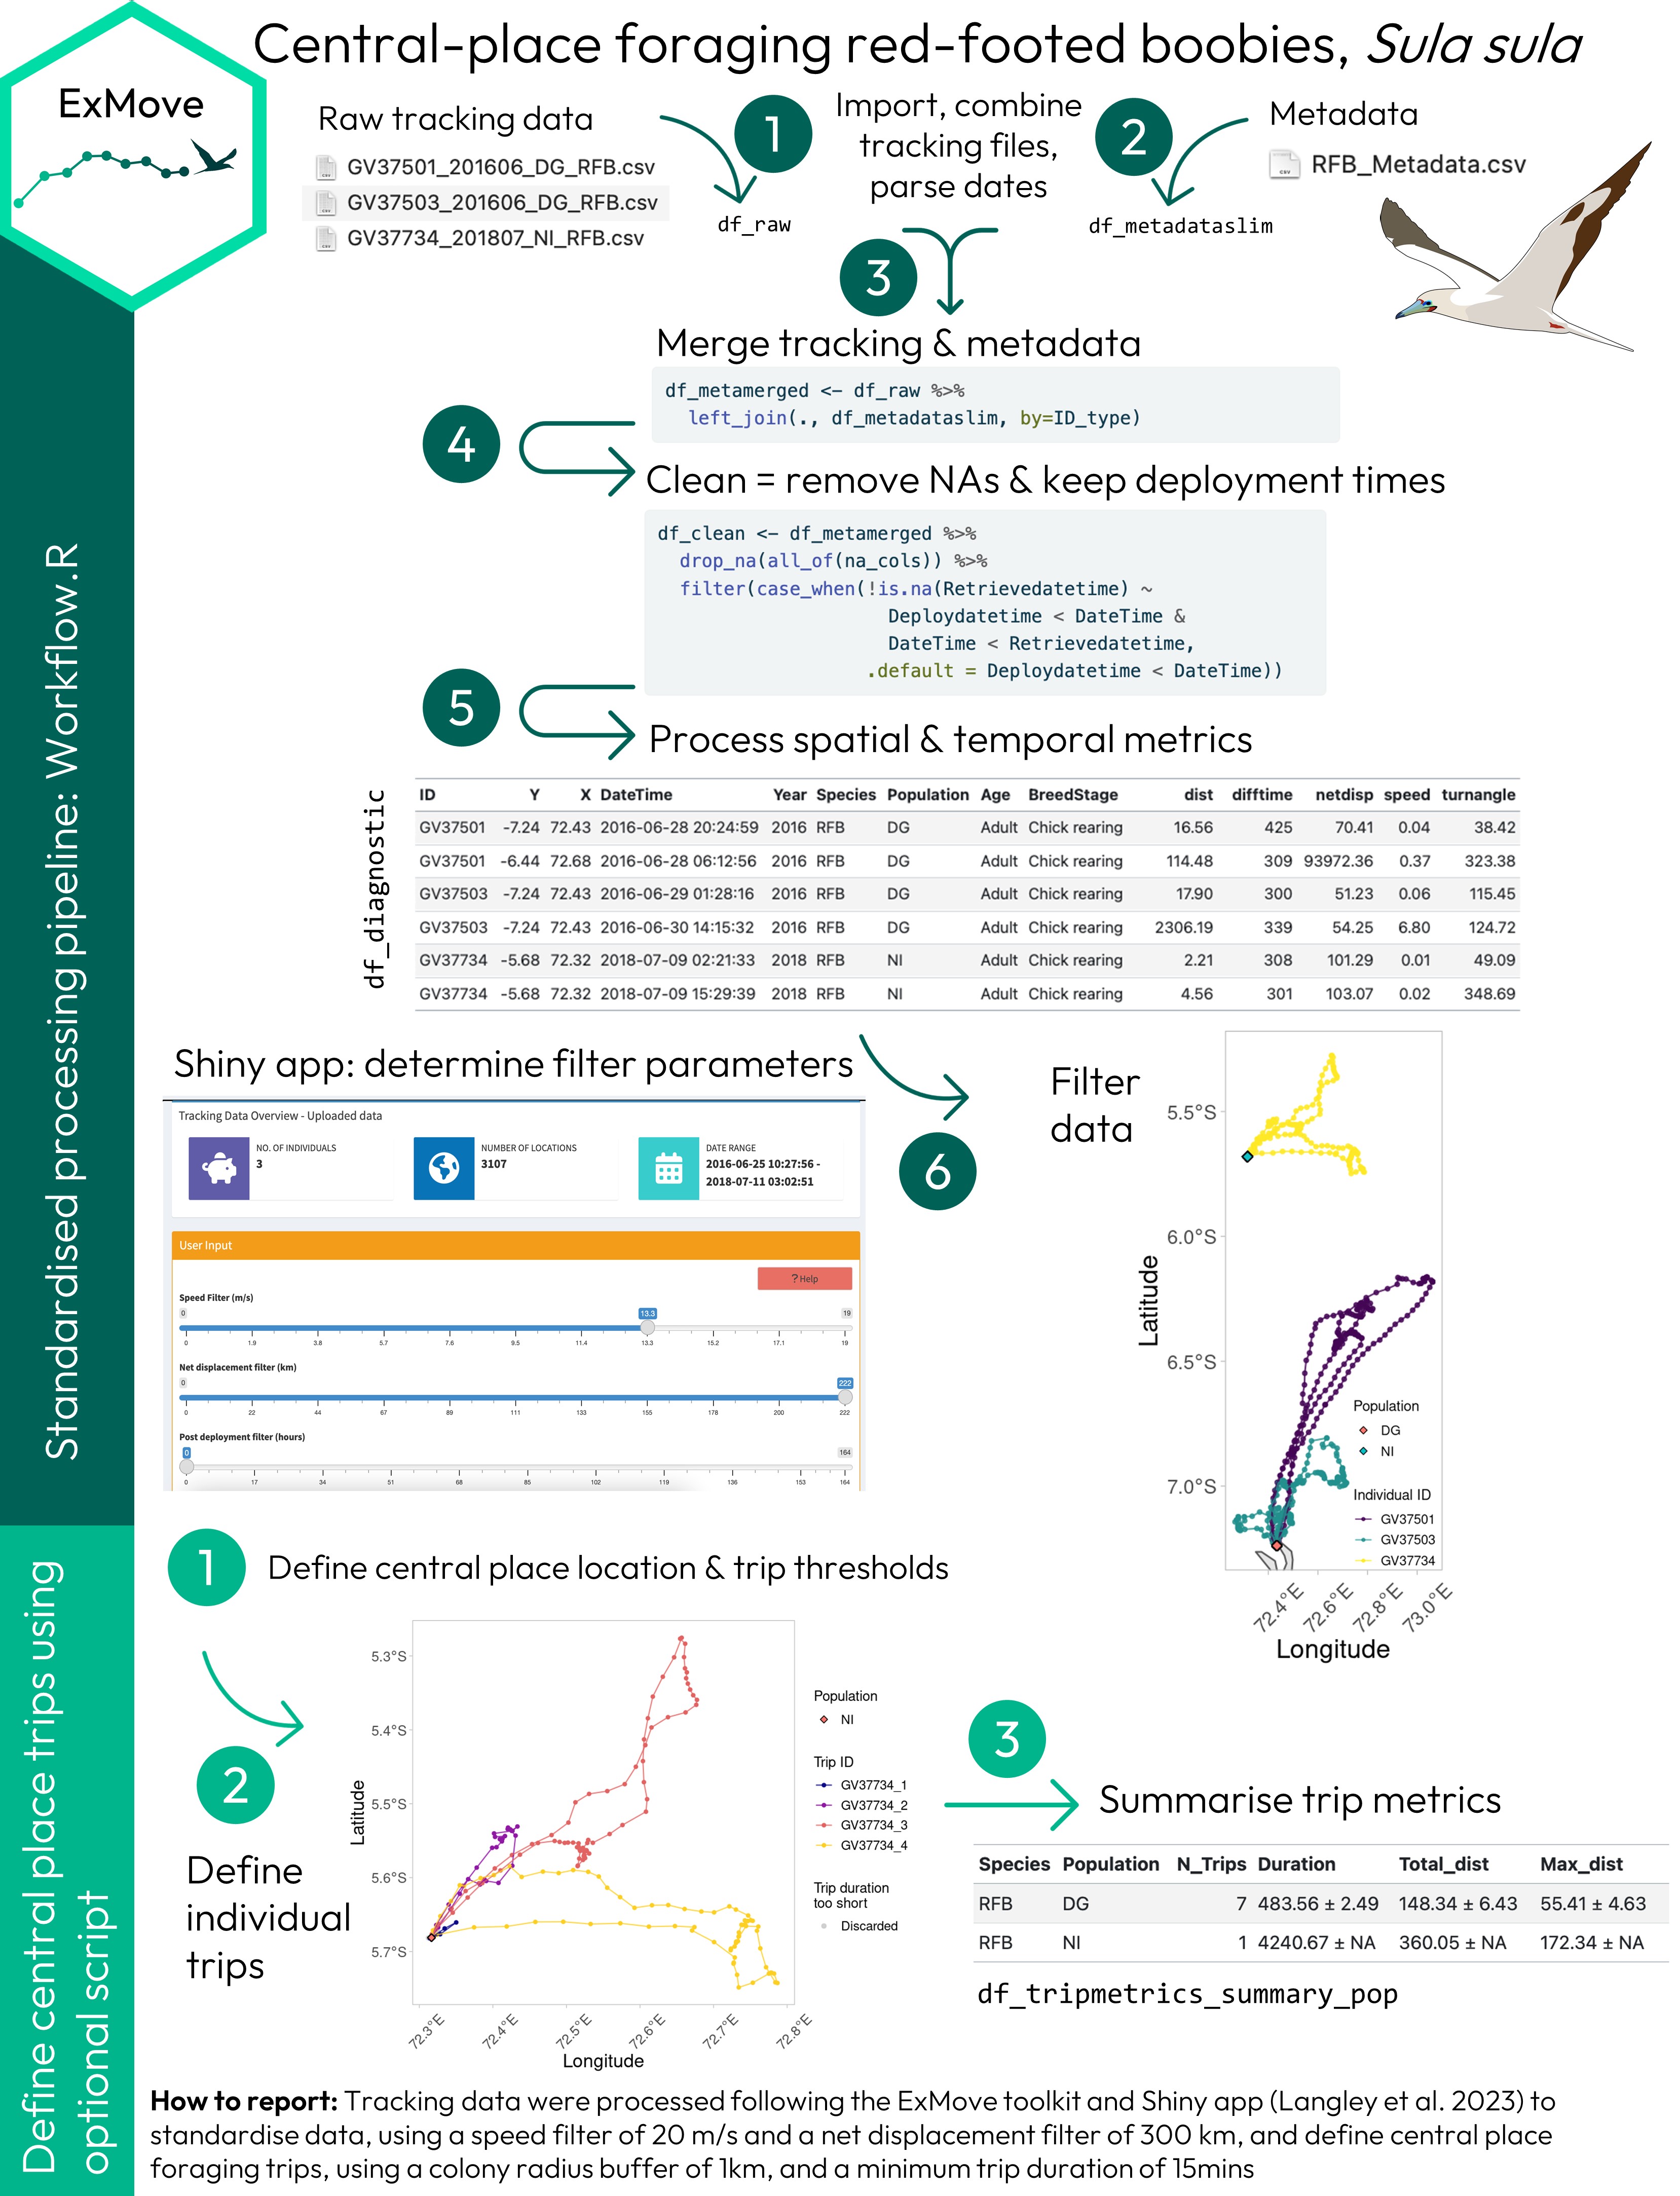 Central-place foraging red-footed boobies, Sula sula
ExMove
Raw tracking data
GV37501_201606_DG_RFB.csv
GV37503_201606_DG_RFB.csv
GV37734_201807_NI_RFB.csv
1
df_raw
Import, combine
tracking files,
parse dates
2
df_metadataslim
Metadata
RFB_Metadata.csv
3
Merge tracking & metadata
df_metamerged <- df_raw %>%
left_join(., df_metadataslim, by=ID_type)
4
Clean = remove NAs & keep deployment times
df_clean <- df_metamerged %>%
drop_na(all_of(na_cols)) %>%
filter(case_when(!is.na(Retrievedatetime) ~
Deploydatetime < DateTime &
DateTime < Retrievedatetime,
.default = Deploydatetime < DateTime))
5
Process spatial & temporal metrics
df_diagnostic
ID Y X DateTime Year Species Population Age BreedStage dist difftime netdisp speed turnangle
GV37501 -7.24 72.43 2016-06-28 20:24:59 2016 RFB DG Adult Chick rearing 16.56 425 70.41 0.04 38.42
GV37501 -6.44 72.68 2016-06-28 06:12:56 2016 RFB DG Adult Chick rearing 114.48 309 93972.36 0.37 323.38
GV37503 -7.24 72.43 2016-06-29 01:28:16 2016 RFB DG Adult Chick rearing 17.90 300 51.23 0.06 115.45
GV37503 -7.24 72.43 2016-06-30 14:15:32 2016 RFB DG Adult Chick rearing 2306.19 339 54.25 6.80 124.72
GV37734 -5.68 72.32 2018-07-09 02:21:33 2018 RFB NI Adult Chick rearing 2.21 308 101.29 0.01 49.09
GV37734 -5.68 72.32 2018-07-09 15:29:39 2018 RFB NI Adult Chick rearing 4.56 301 103.07 0.02 348.69
Standardised processing pipeline: Workflow.R
Shiny app: determine filter parameters
Tracking Data Overview - Uploaded data
NO. OF INDIVIDUALS
3
NUMBER OF LOCATIONS
3107
DATE RANGE
2016-06-25 10:27:56 -
2018-07-11 03:02:51
User Input
? Help
Speed Filter (m/s)
0 13.3 19
0 1.9 3.8 5.7 7.6 9.5 11.4 13.3 15.2 17.1 19
Net displacement filter (km)
0 222
0 22 44 67 89 111 133 155 178 200 222
Post deployment filter (hours)
0 164
0 17 34 51 68 85 102 119 136 153 164
6
Filter
data
Latitude
5.5°S
6.0°S
6.5°S
7.0°S
Population
DG
NI
Individual ID
GV37501
GV37503
GV37734
72.4°E 72.6°E 72.8°E 73.0°E
Longitude
Define central place trips using
optional script
1
Define central place location & trip thresholds
2
Define
individual
trips
Latitude
5.3°S
5.4°S
5.5°S
5.6°S
5.7°S
72.3°E 72.4°E 72.5°E 72.6°E 72.7°E 72.8°E
Longitude
Population
NI
Trip ID
GV37734_1
GV37734_2
GV37734_3
GV37734_4
Trip duration
too short
Discarded
3
Summarise trip metrics
Species Population N_Trips Duration Total_dist Max_dist
RFB DG 7 483.56 ± 2.49 148.34 ± 6.43 55.41 ± 4.63
RFB NI 1 4240.67 ± NA 360.05 ± NA 172.34 ± NA
df_tripmetrics_summary_pop
How to report: Tracking data were processed following the ExMove toolkit and Shiny app (Langley et al. 2023) to
standardise data, using a speed filter of 20 m/s and a net displacement filter of 300 km, and define central place
foraging trips, using a colony radius buffer of 1km, and a minimum trip duration of 15mins